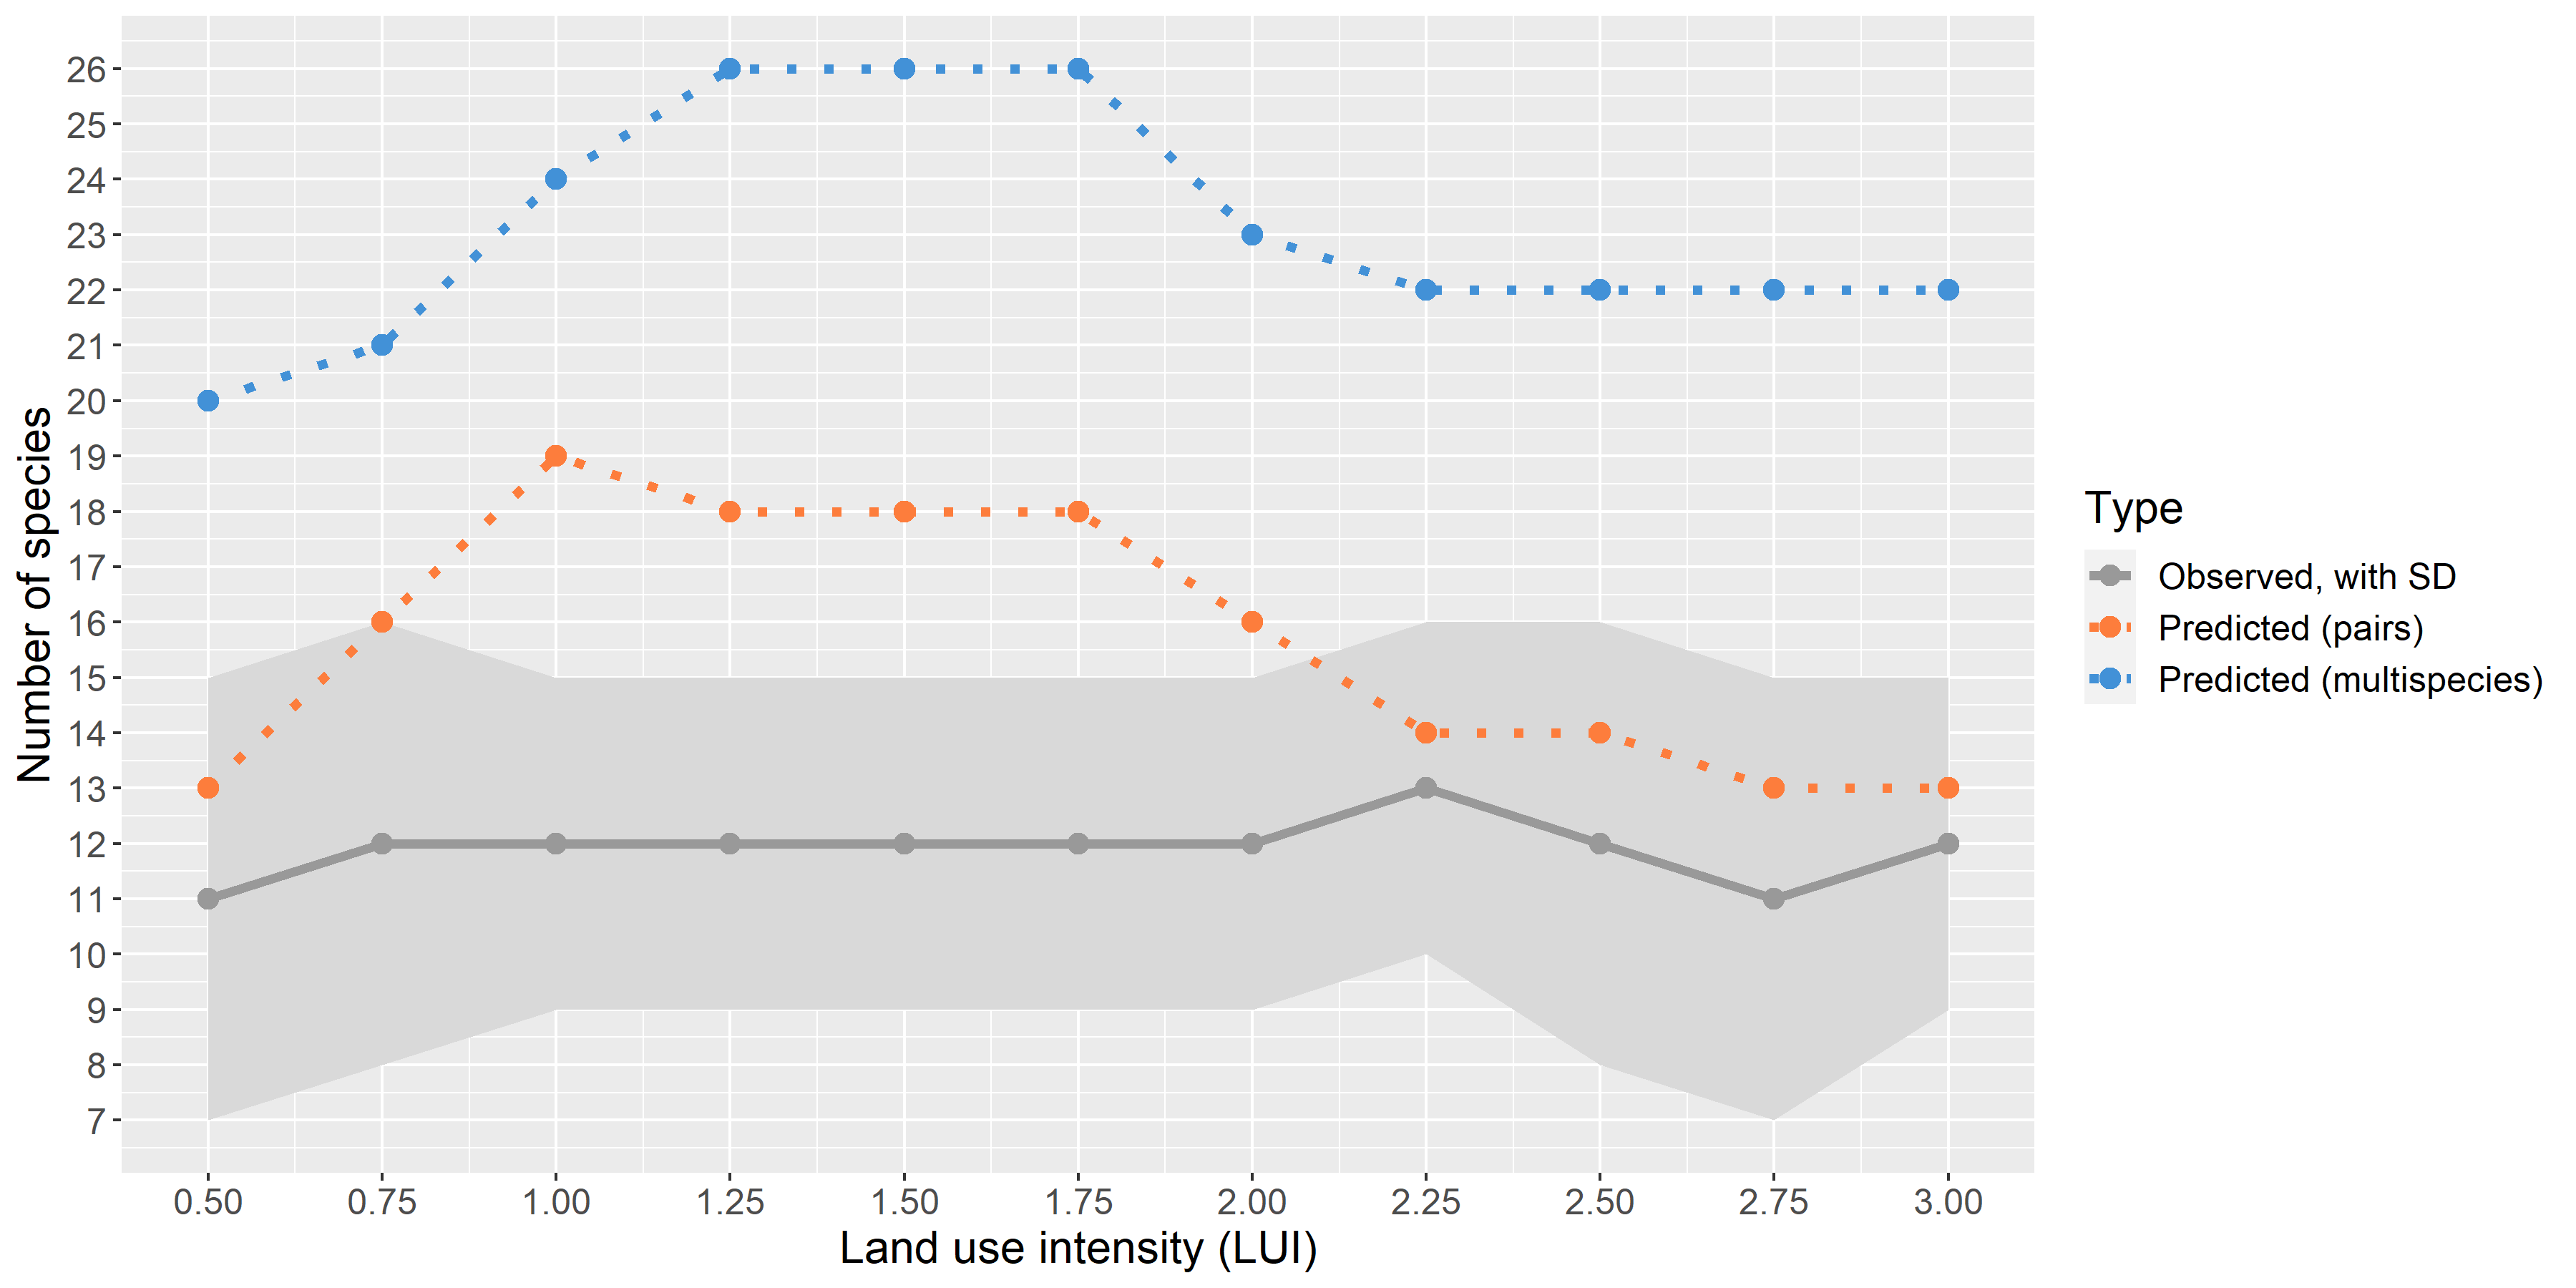 Number of species
26
25
24
23
22
21
20
19
18
17
16
15
14
13
12
11
10
9
8
7
0.50 0.75 1.00 1.25 1.50 1.75 2.00 2.25 2.50 2.75 3.00
Land use intensity (LUI)
Type
Observed, with SD
Predicted (pairs)
Predicted (multispecies)